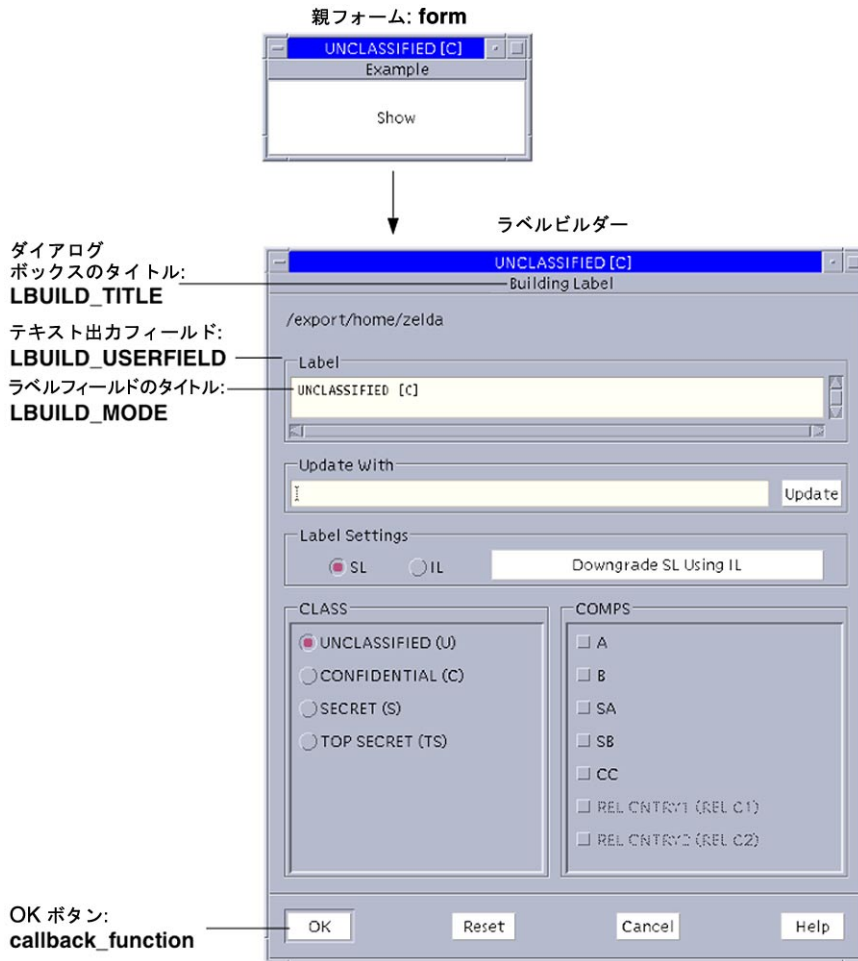 親フォーム: form
UNCLASSIFIED [C]
Example
Show
ラベルビルダー
ダイアログ
ボックスのタイトル:
LBUILD_TITLE
テキスト出力フィールド:
LBUILD_USERFIELD
ラベルフィールドのタイトル:
LBUILD_MODE
UNCLASSIFIED [C]
Building Label
/export/home/zelda
Label
UNCLASSIFIED [C]
Update With
Update
Label Settings
SL
IL
Downgrade SL Using IL
CLASS
UNCLASSIFIED (U)
CONFIDENTIAL (C)
SECRET (S)
TOP SECRET (TS)
COMPS
A
B
SA
SB
CC
REL CNTRY1 (REL C1)
REL CNTRY2 (REL C2)
OK ボタン:
callback_function
OK
Reset
Cancel
Help